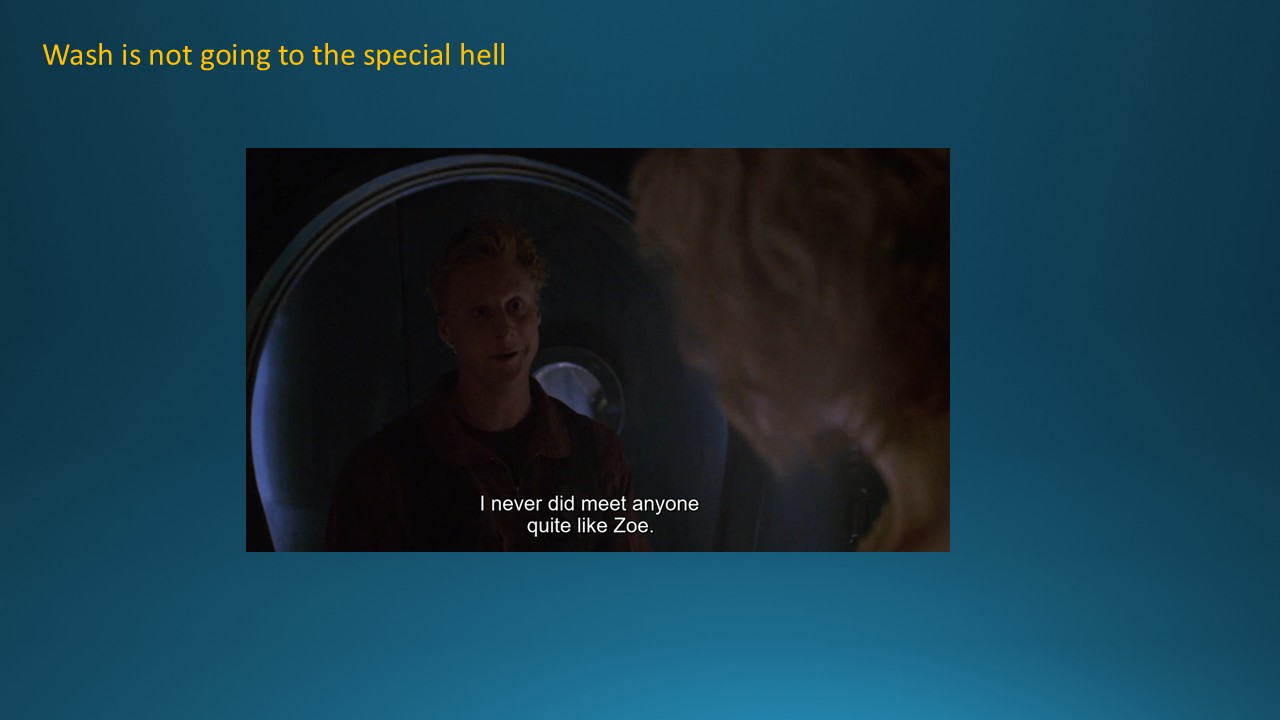 Wash is not going to the special hell
I never did meet anyone
quite like Zoe.